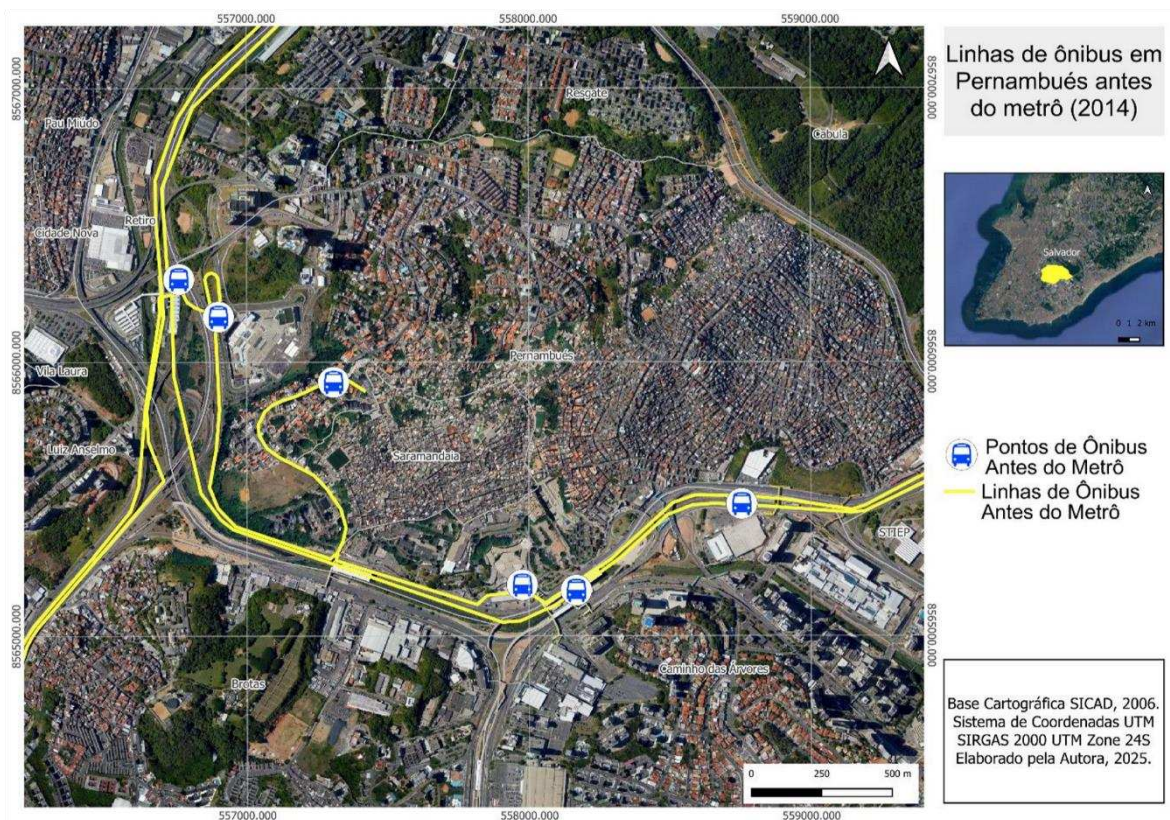 557000.000
558000.000
559000.000
Linhas de ônibus em
Pernambués antes
do metrô (2014)
8567000.000
8567000.000
Resgate
Pau Miúdo
Cabula
Retiro
Cidade Nova
Salvador
0 1 2 km
8566000.000
8566000.000
Pernambués
Vila Laura
Luiz Anselmo
Saramandaia
Pontos de Ônibus
Antes do Metrô
Linhas de Ônibus
Antes do Metrô
STIEP
8565000.000
8565000.000
Caminho das Árvores
Brotas
Base Cartográfica SICAD, 2006.
Sistema de Coordenadas UTM
SIRGAS 2000 UTM Zone 24S
Elaborado pela Autora, 2025.
0 250 500 m
557000.000
558000.000
559000.000